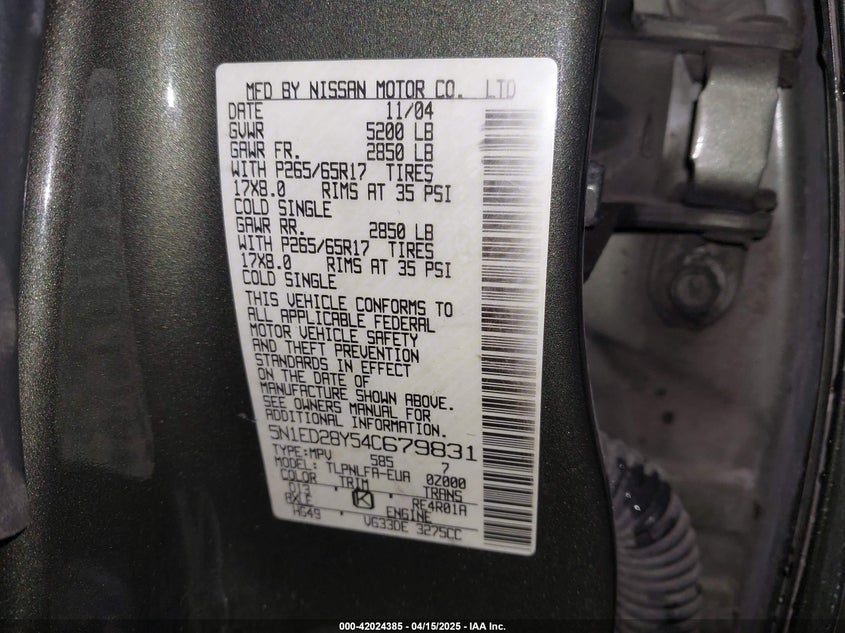 MFD BY NISSAN MOTOR CO. LTD
DATE 11/04
GVWR 5200 LB
GAWR FR. 2850 LB
WITH P265/65R17 TIRES
17X8.0 RIMS AT 35 PSI
COLD SINGLE
GAWR RR. 2850 LB
WITH P265/65R17 TIRES
17X8.0 RIMS AT 35 PSI
COLD SINGLE
THIS VEHICLE CONFORMS TO
ALL APPLICABLE FEDERAL
MOTOR VEHICLE SAFETY
AND THEFT PREVENTION
STANDARDS IN EFFECT
ON THE DATE OF
MANUFACTURE SHOWN ABOVE.
SEE OWNERS MANUAL FOR
ADDITIONAL INFORMATION.
5N1ED28Y54C679831
TYPE:MPV 585 7
MODEL: TLPNLFA-EUA 0Z000
COLOR TRIM TRANS
K RE4R01A
AXLE ENGINE
HG49 VG33DE 3275CC
000-42024385 - 04/15/2025 - IAA Inc.